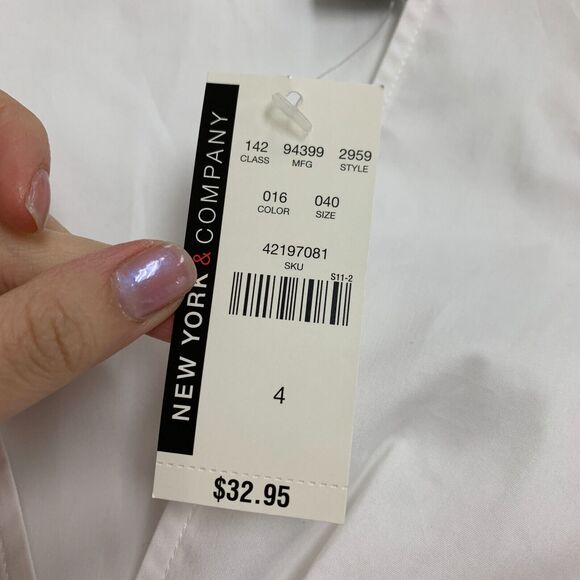 NEW YORK & COMPANY
142 94399 2959
CLASS MFG STYLE
016 040
COLOR SIZE
42197081
SKU
S11-2
4
$32.95